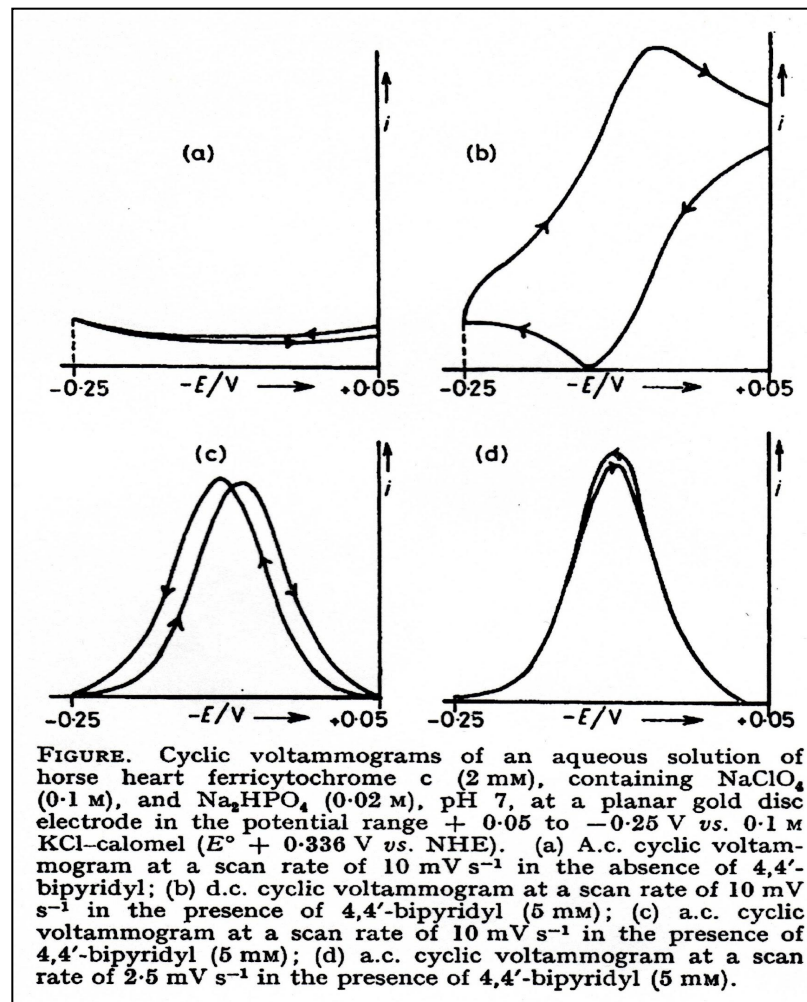 (a)
i
-0·25
-E/V
+0·05
(b)
i
-0·25
-E/V
+0·05
(c)
i
-0·25
-E/V
+0·05
(d)
i
-0·25
-E/V
+0·05
FIGURE. Cyclic voltammograms of an aqueous solution of
horse heart ferricytochrome c (2 mM), containing NaClO₄
(0·1 M), and Na₂HPO₄ (0·02 M), pH 7, at a planar gold disc
electrode in the potential range + 0·05 to −0·25 V vs. 0·1 M
KCl–calomel (E° + 0·336 V vs. NHE). (a) A.c. cyclic voltam-
mogram at a scan rate of 10 mV s⁻¹ in the absence of 4,4′-
bipyridyl; (b) d.c. cyclic voltammogram at a scan rate of 10 mV
s⁻¹ in the presence of 4,4′-bipyridyl (5 mM); (c) a.c. cyclic
voltammogram at a scan rate of 10 mV s⁻¹ in the presence of
4,4′-bipyridyl (5 mM); (d) a.c. cyclic voltammogram at a scan
rate of 2·5 mV s⁻¹ in the presence of 4,4′-bipyridyl (5 mM).